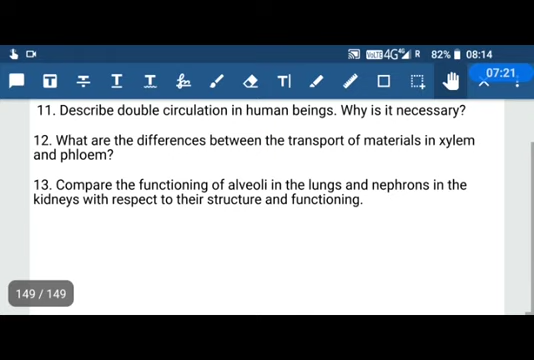 VoLTE 4G 4G R 82% 08:14
T T T T 07:21
11. Describe double circulation in human beings. Why is it necessary?
12. What are the differences between the transport of materials in xylem
and phloem?
13. Compare the functioning of alveoli in the lungs and nephrons in the
kidneys with respect to their structure and functioning.
149 / 149